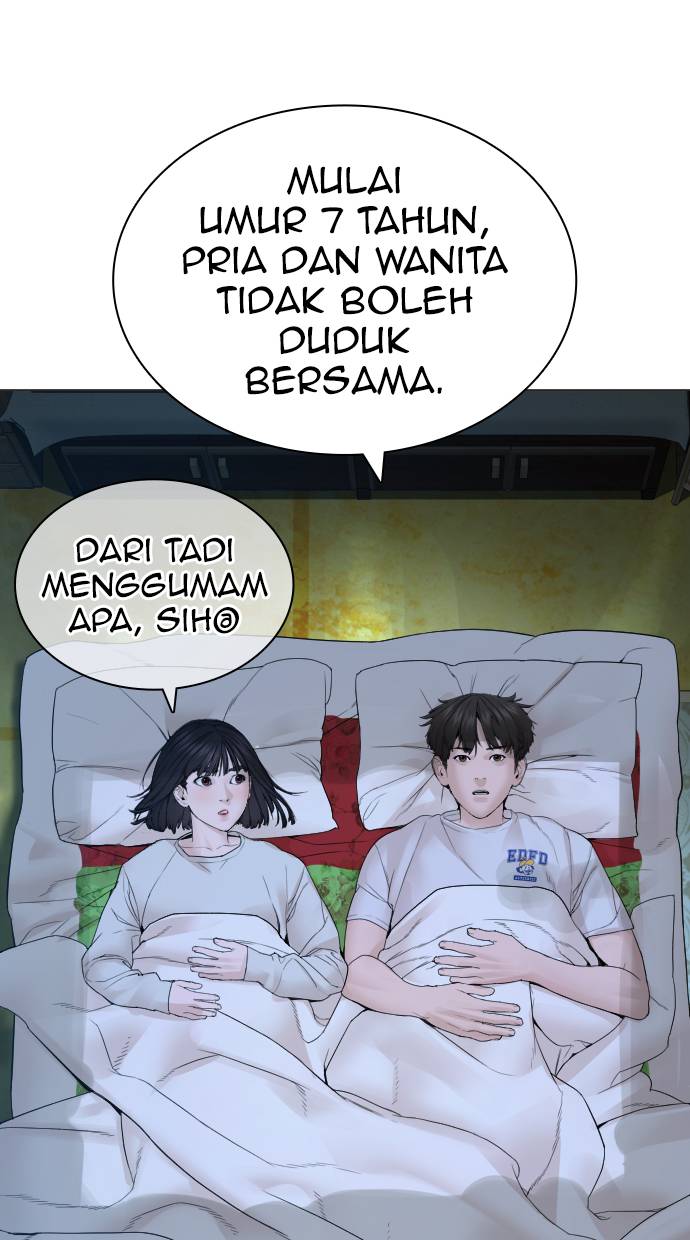 MULAI
UMUR 7 TAHUN,
PRIA DAN WANITA
TIDAK BOLEH
DUDUK
BERSAMA.
DARI TADI
MENGGUMAM
APA, SIH@
EDFD